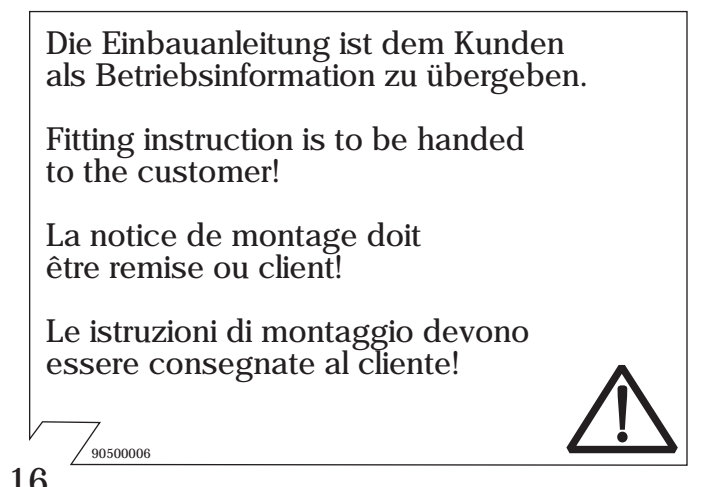 Die Einbauanleitung ist dem Kunden
als Betriebsinformation zu übergeben.
Fitting instruction is to be handed
to the customer!
La notice de montage doit
être remise ou client!
Le istruzioni di montaggio devono
essere consegnate al cliente!
90500006
16